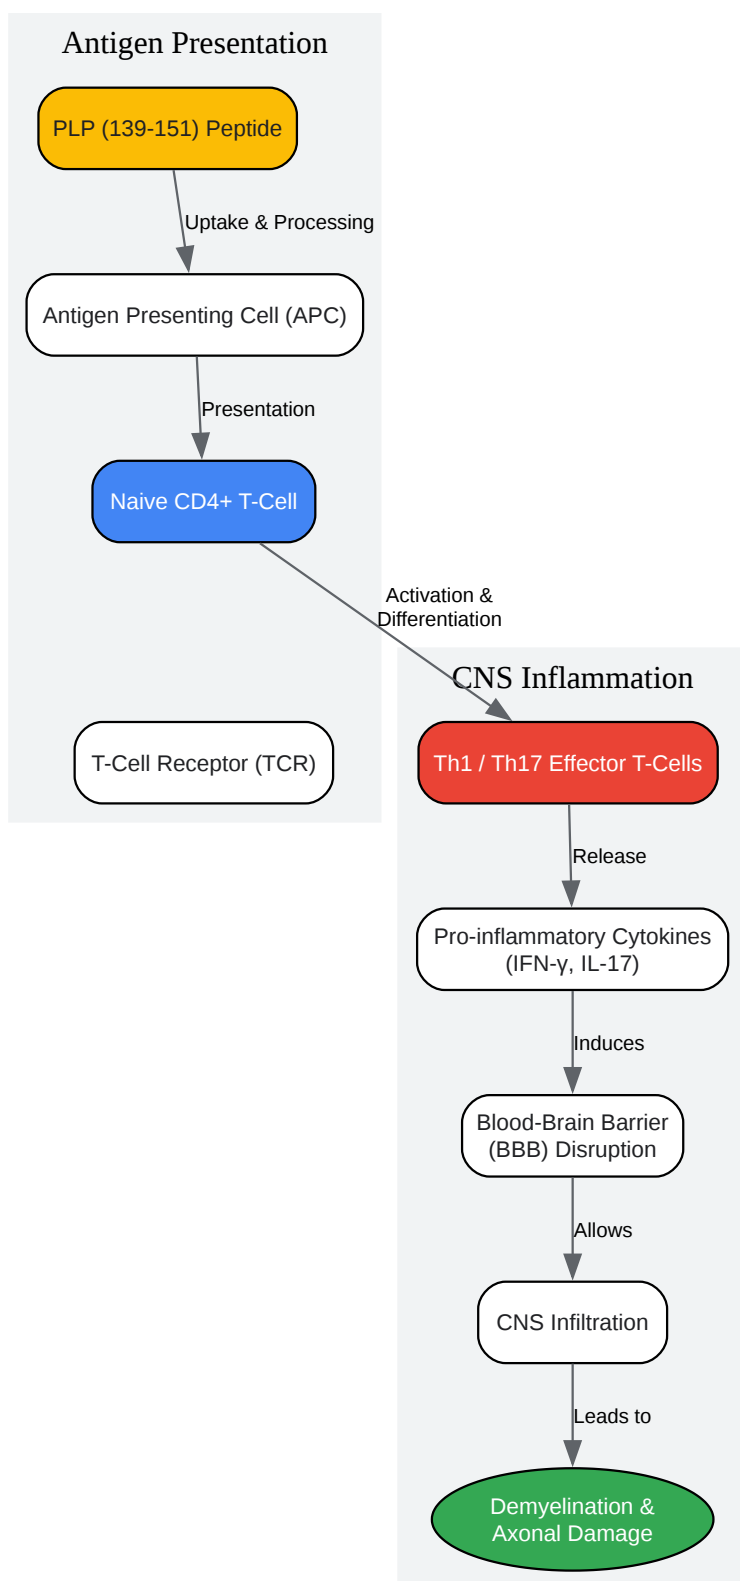 Antigen Presentation
PLP (139-151) Peptide
Uptake & Processing
Antigen Presenting Cell (APC)
Presentation
Naive CD4+ T-Cell
Activation &
Differentiation
T-Cell Receptor (TCR)
CNS Inflammation
Th1 / Th17 Effector T-Cells
Release
Pro-inflammatory Cytokines
(IFN-γ, IL-17)
Induces
Blood-Brain Barrier
(BBB) Disruption
Allows
CNS Infiltration
Leads to
Demyelination &
Axonal Damage